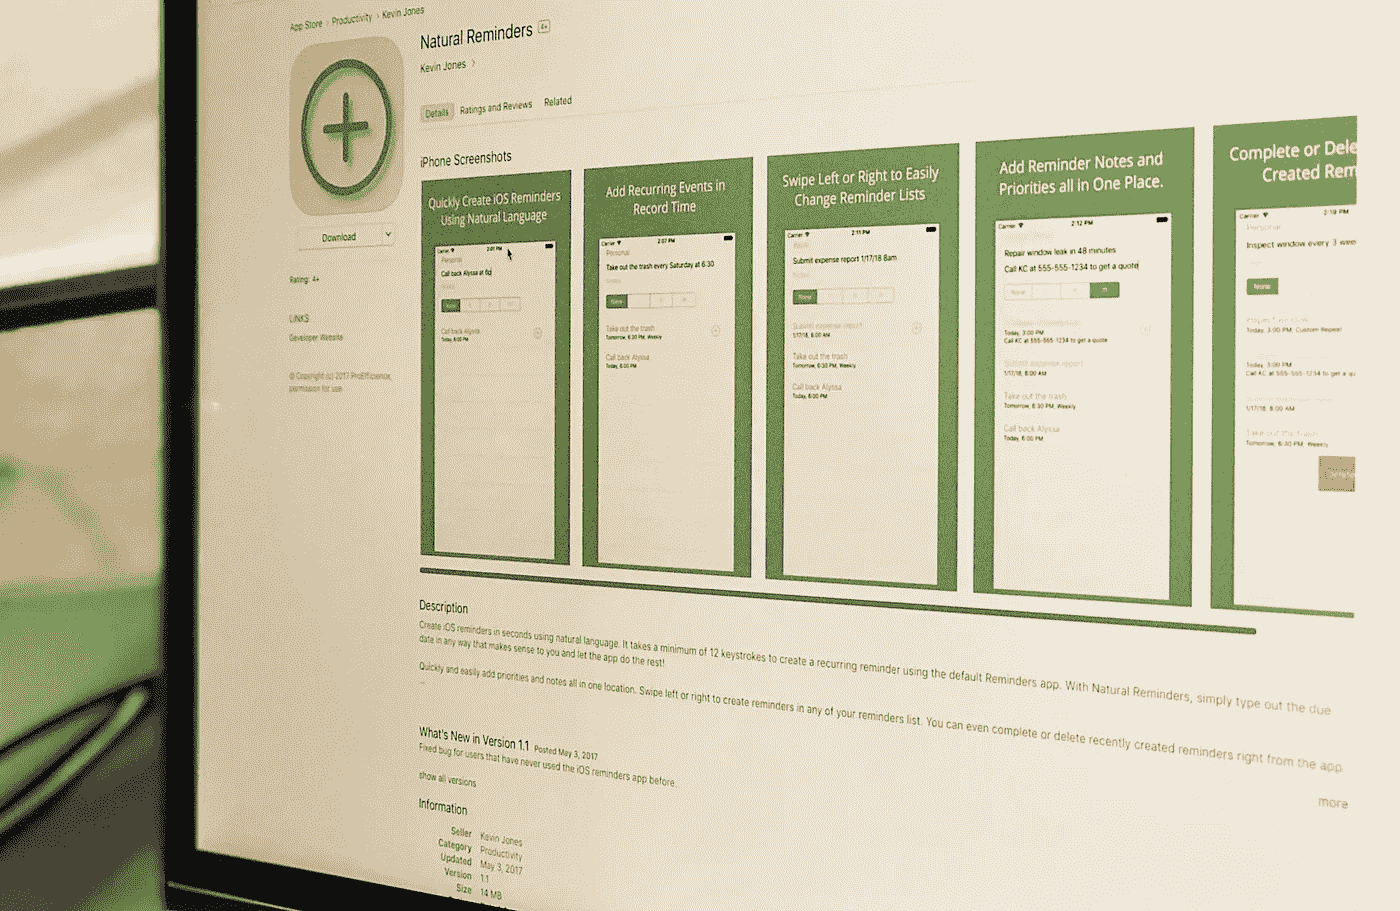 App Store > Productivity > Kevin Jones
Natural Reminders 4+
Kevin Jones >
Details Ratings and Reviews Related
Download
Rating: 4+
LINKS
Developer Website
© Copyright (c) 2017 ProEfficience,
permission for use
iPhone Screenshots
Quickly Create iOS Reminders
Using Natural Language
Carrier 2:01 PM
Personal
Call back Alyssa at 6p
Notes
None
Call back Alyssa
Today, 6:00 PM
Add Recurring Events in
Record Time
Carrier 2:07 PM
Personal
Take out the trash every Saturday at 6:30
Notes
None
Take out the trash
Tomorrow, 6:30 PM, Weekly
Call back Alyssa
Today, 6:00 PM
Swipe Left or Right to Easily
Change Reminder Lists
Carrier 2:11 PM
Submit expense report 1/17/18 8am
Notes
None
Submit expense report
1/17/18, 8:00 AM
Take out the trash
Tomorrow, 6:30 PM, Weekly
Call back Alyssa
Today, 6:00 PM
Add Reminder Notes and
Priorities all in One Place.
Carrier 2:12 PM
Repair window leak in 48 minutes
Call KC at 555-555-1234 to get a quote
None !!!
Today, 3:00 PM
Call KC at 555-555-1234 to get a quote
Submit expense report
1/17/18, 8:00 AM
Take out the trash
Tomorrow, 6:30 PM, Weekly
Call back Alyssa
Today, 6:00 PM
Complete or Dele
Created Rem
Carrier 2:19 PM
Personal
Inspect window every 3 wee
None
Today, 3:00 PM, Custom Repeat
Today, 3:00 PM
Call KC at 555-555-1234 to get a qu
1/17/18, 8:00 AM
Take out the trash
Tomorrow, 6:30 PM, Weekly
Description
Create iOS reminders in seconds using natural language. It takes a minimum of 12 keystrokes to create a recurring reminder using the default Reminders app. With Natural Reminders, simply type out the due
date in any way that makes sense to you and let the app do the rest!
Quickly and easily add priorities and notes all in one location. Swipe left or right to create reminders in any of your reminders list. You can even complete or delete recently created reminders right from the app.
...
more
What's New in Version 1.1 Posted May 3, 2017
Fixed bug for users that have never used the iOS reminders app before.
show all versions
Information
Seller Kevin Jones
Category Productivity
Updated May 3, 2017
Version 1.1
Size 14 MB